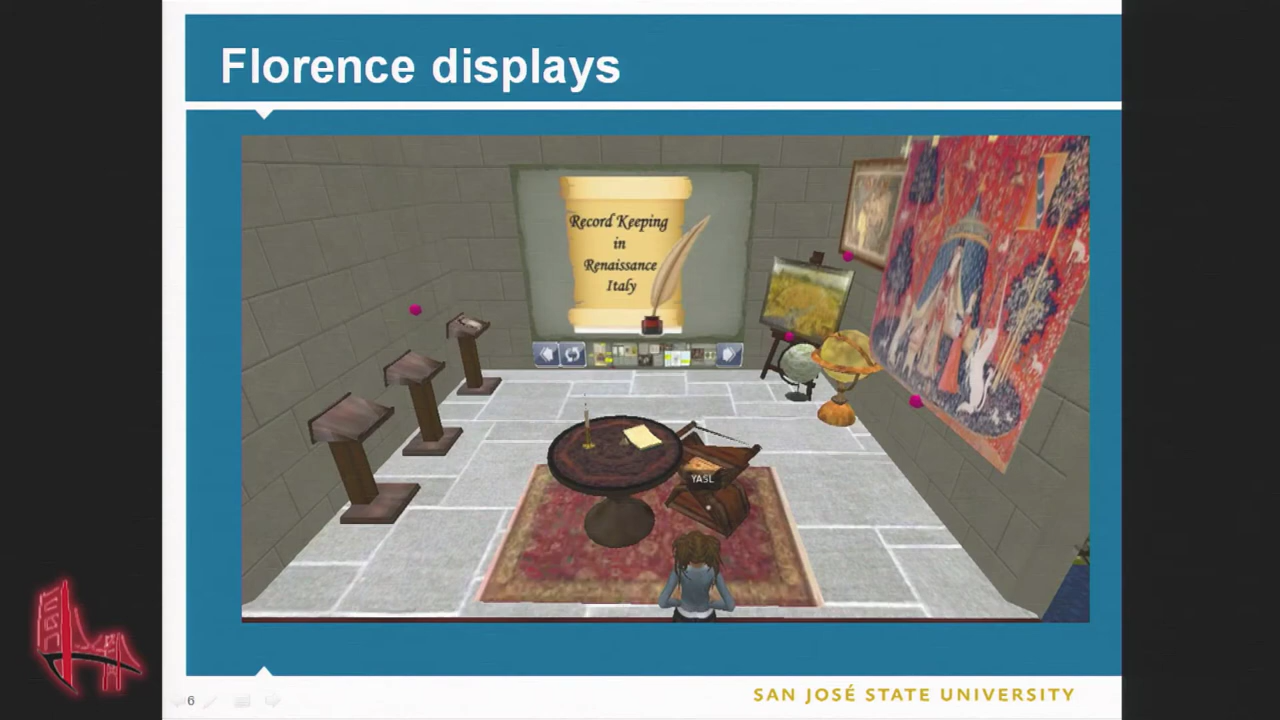 Florence displays
Record Keeping
in
Renaissance
Italy
YASL
6
SAN JOSÉ STATE UNIVERSITY